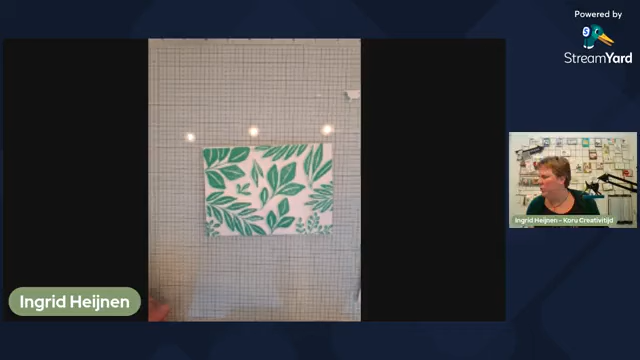 Powered by
StreamYard
Ingrid Heijnen - Koru Creativitijd
Ingrid Heijnen